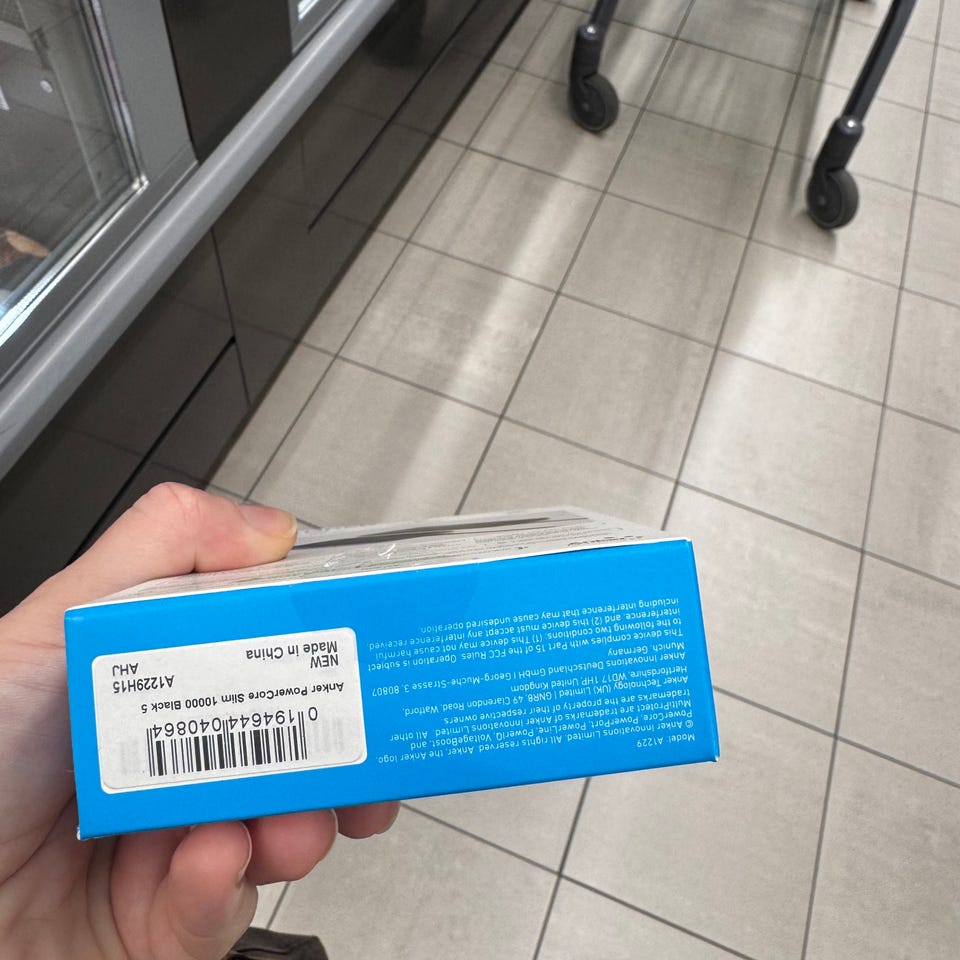 Model: A1229
© Anker Innovations Limited. All rights reserved. Anker, the Anker logo,
PowerCore, PowerPort, PowerLine, PowerIQ, VoltageBoost, and
MultiProtect are trademarks of Anker Innovations Limited. All other
trademarks are the property of their respective owners.
Anker Technology (UK) Limited | GNRB, 49 Clarendon Road, Watford,
Hertfordshire, WD17 1HP United Kingdom
Anker Innovations Deutschland GmbH | Georg-Muche-Strasse 3, 80807
Munich, Germany
This device complies with Part 15 of the FCC Rules. Operation is subject
to the following two conditions: (1) This device may not cause harmful
interference, and (2) this device must accept any interference received,
including interference that may cause undesired operation.
0 194644 040864
Anker PowerCore Slim 10000 Black 5
NEW
A1229H15
Made in China
AHJ